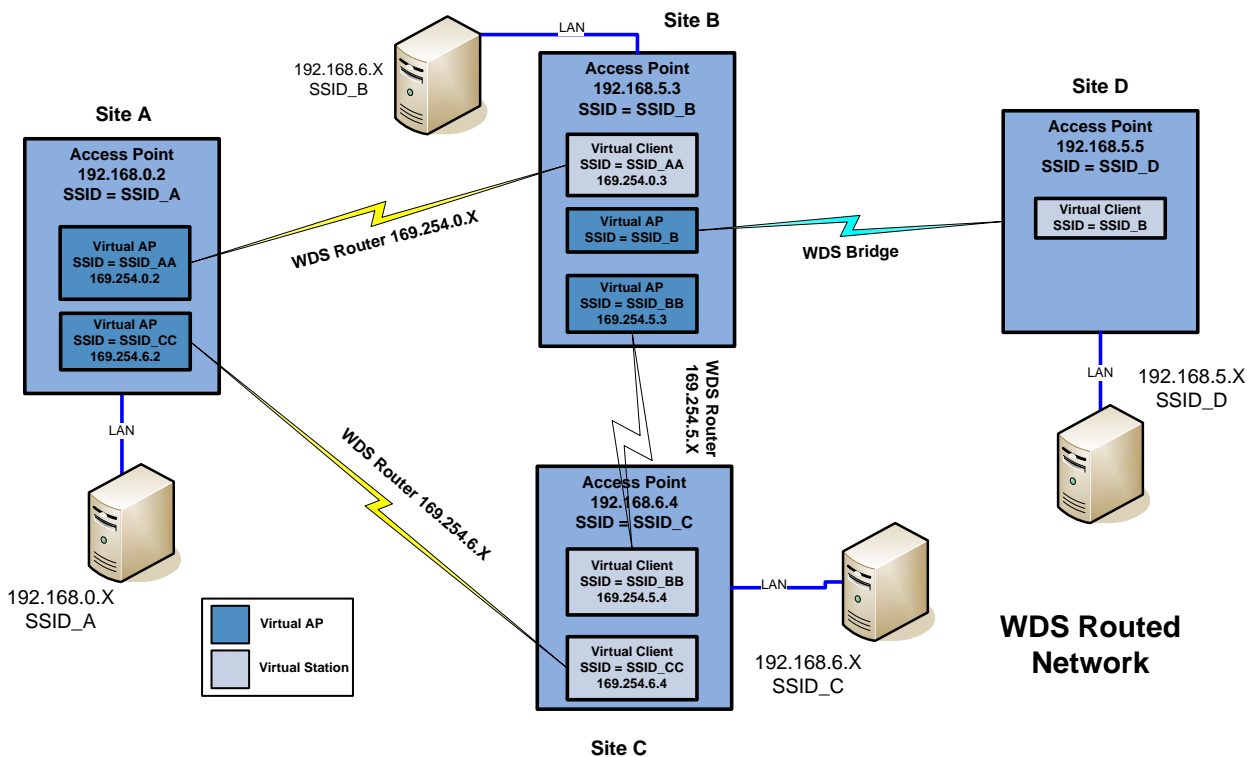 Site B
LAN
192.168.6.X
SSID_B
Access Point
192.168.5.3
SSID = SSID_B
Virtual Client
SSID = SSID_AA
169.254.0.3
Virtual AP
SSID = SSID_B
Virtual AP
SSID = SSID_BB
169.254.5.3
Site A
Access Point
192.168.0.2
SSID = SSID_A
Virtual AP
SSID = SSID_AA
169.254.0.2
Virtual AP
SSID = SSID_CC
169.254.6.2
WDS Router 169.254.0.X
WDS Bridge
Site D
Access Point
192.168.5.5
SSID = SSID_D
Virtual Client
SSID = SSID_B
LAN
192.168.5.X
SSID_D
WDS Router
169.254.5.X
WDS Router 169.254.6.X
LAN
192.168.0.X
SSID_A
Access Point
192.168.6.4
SSID = SSID_C
Virtual Client
SSID = SSID_BB
169.254.5.4
Virtual Client
SSID = SSID_CC
169.254.6.4
LAN
192.168.6.X
SSID_C
Site C
Virtual AP
Virtual Station
WDS Routed
Network